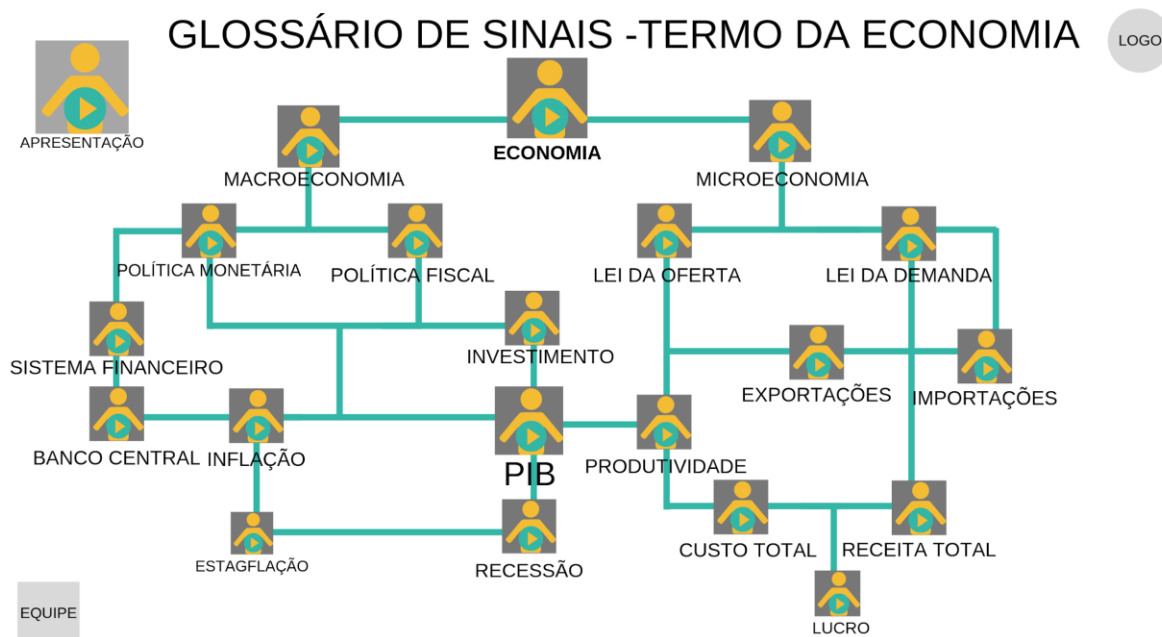 GLOSSÁRIO DE SINAIS -TERMO DA ECONOMIA
LOGO
APRESENTAÇÃO
ECONOMIA
MACROECONOMIA
MICROECONOMIA
POLÍTICA MONETÁRIA
POLÍTICA FISCAL
LEI DA OFERTA
LEI DA DEMANDA
SISTEMA FINANCEIRO
INVESTIMENTO
EXPORTAÇÕES
IMPORTAÇÕES
BANCO CENTRAL
INFLAÇÃO
PIB
PRODUTIVIDADE
ESTAGFLAÇÃO
RECESSÃO
CUSTO TOTAL
RECEITA TOTAL
EQUIPE
LUCRO